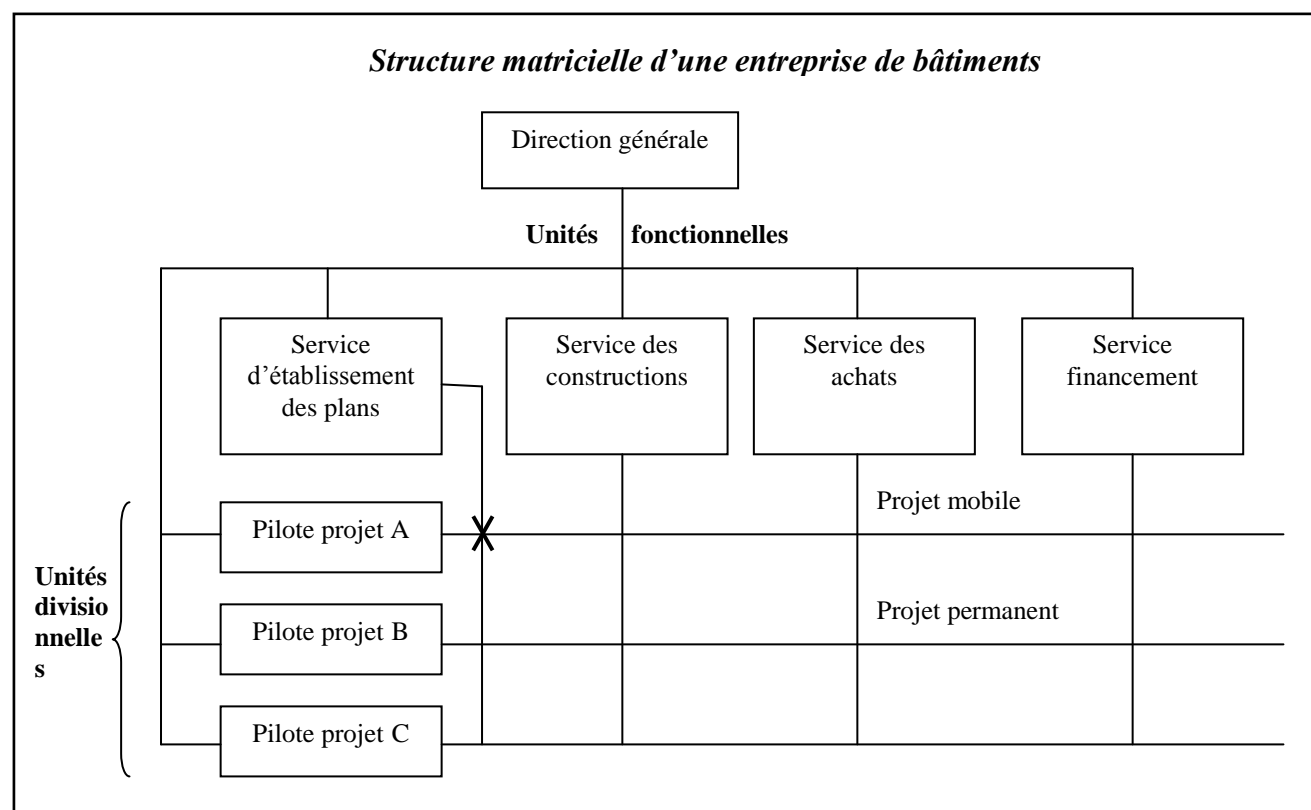 Structure matricielle d’une entreprise de bâtiments
Direction générale
Unités fonctionnelles
Service
d’établissement
des plans
Service des
constructions
Service des
achats
Service
financement
Projet mobile
Pilote projet A
Unités
divisio
nnelle
s
Projet permanent
Pilote projet B
Pilote projet C